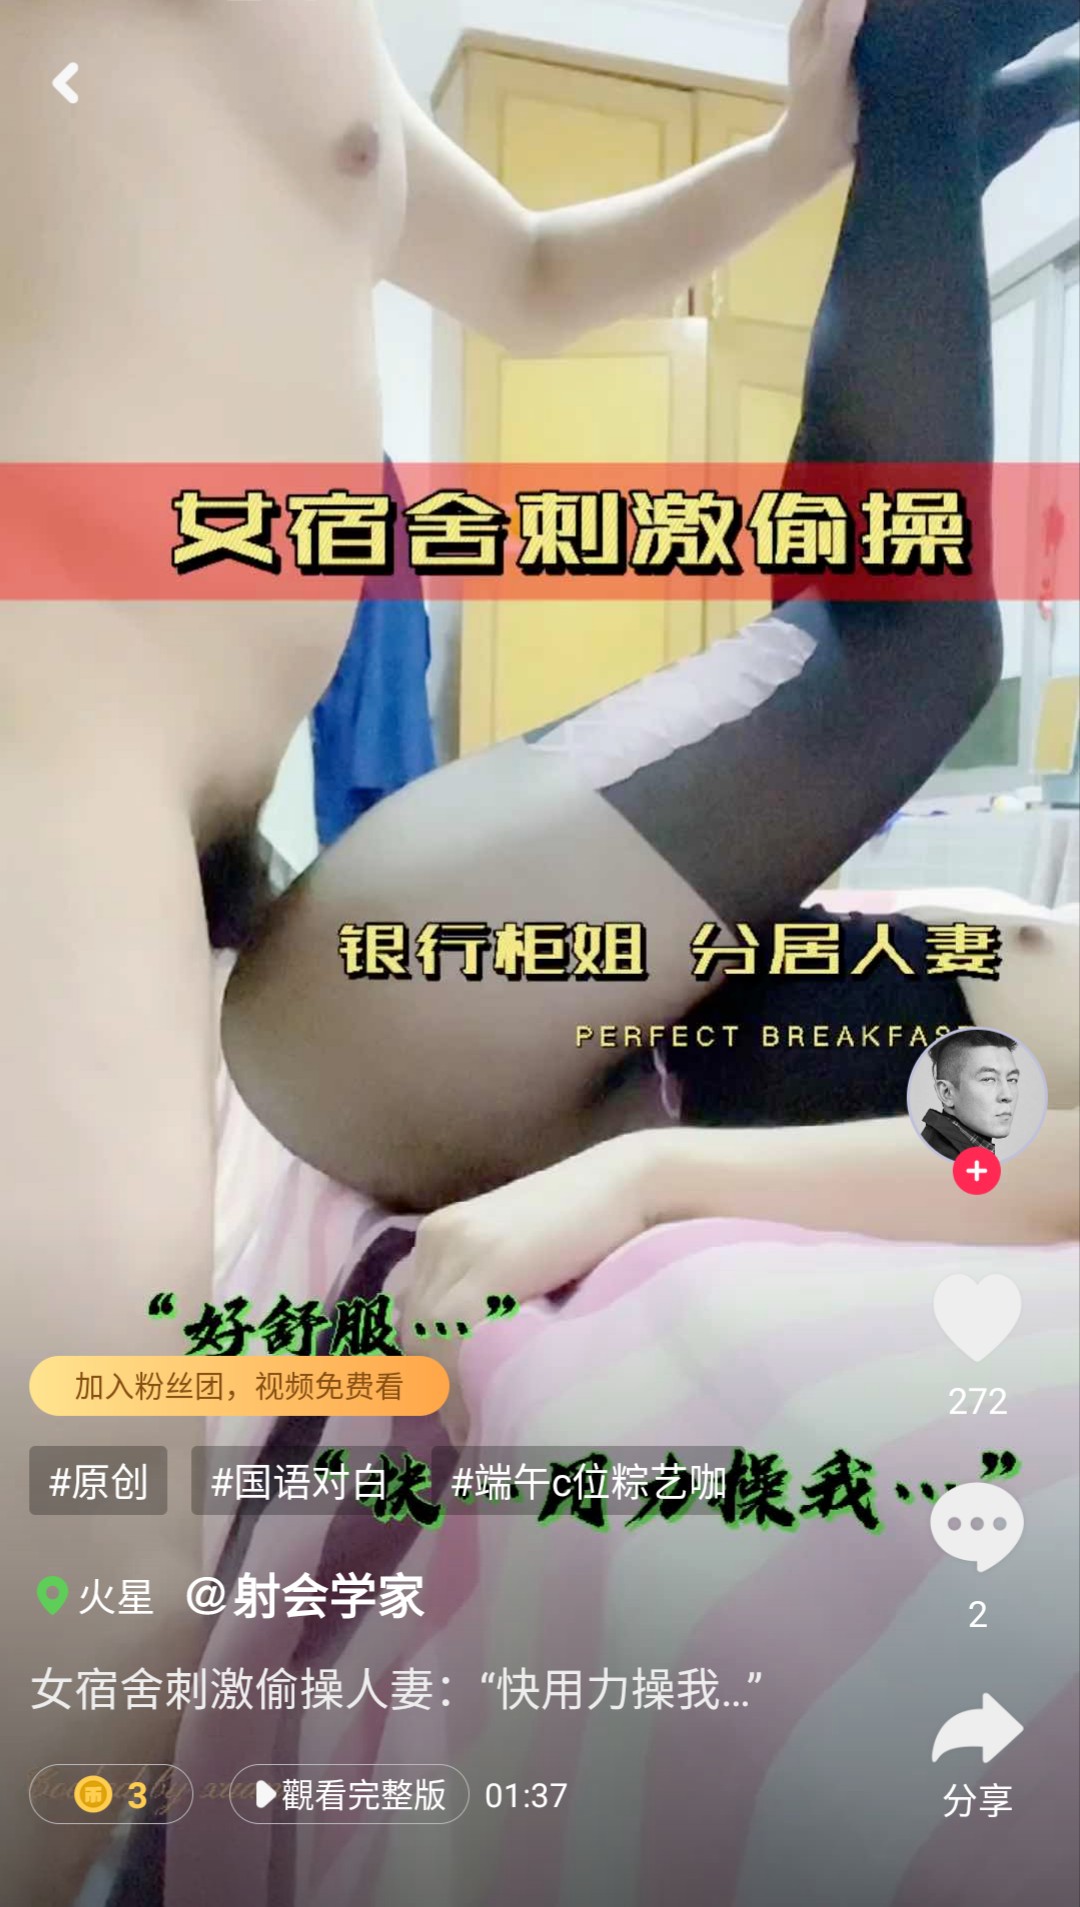 女宿舍刺激偷操
银行柜姐 分居人妻
PERFECT BREAKFAST
“好舒服…”
加入粉丝团，视频免费看
“快…用力操我…”
#原创 #国语对白 #端午c位粽艺咖
272
火星 @射会学家
2
女宿舍刺激偷操人妻：“快用力操我...”
币 3 觀看完整版 01:37
分享